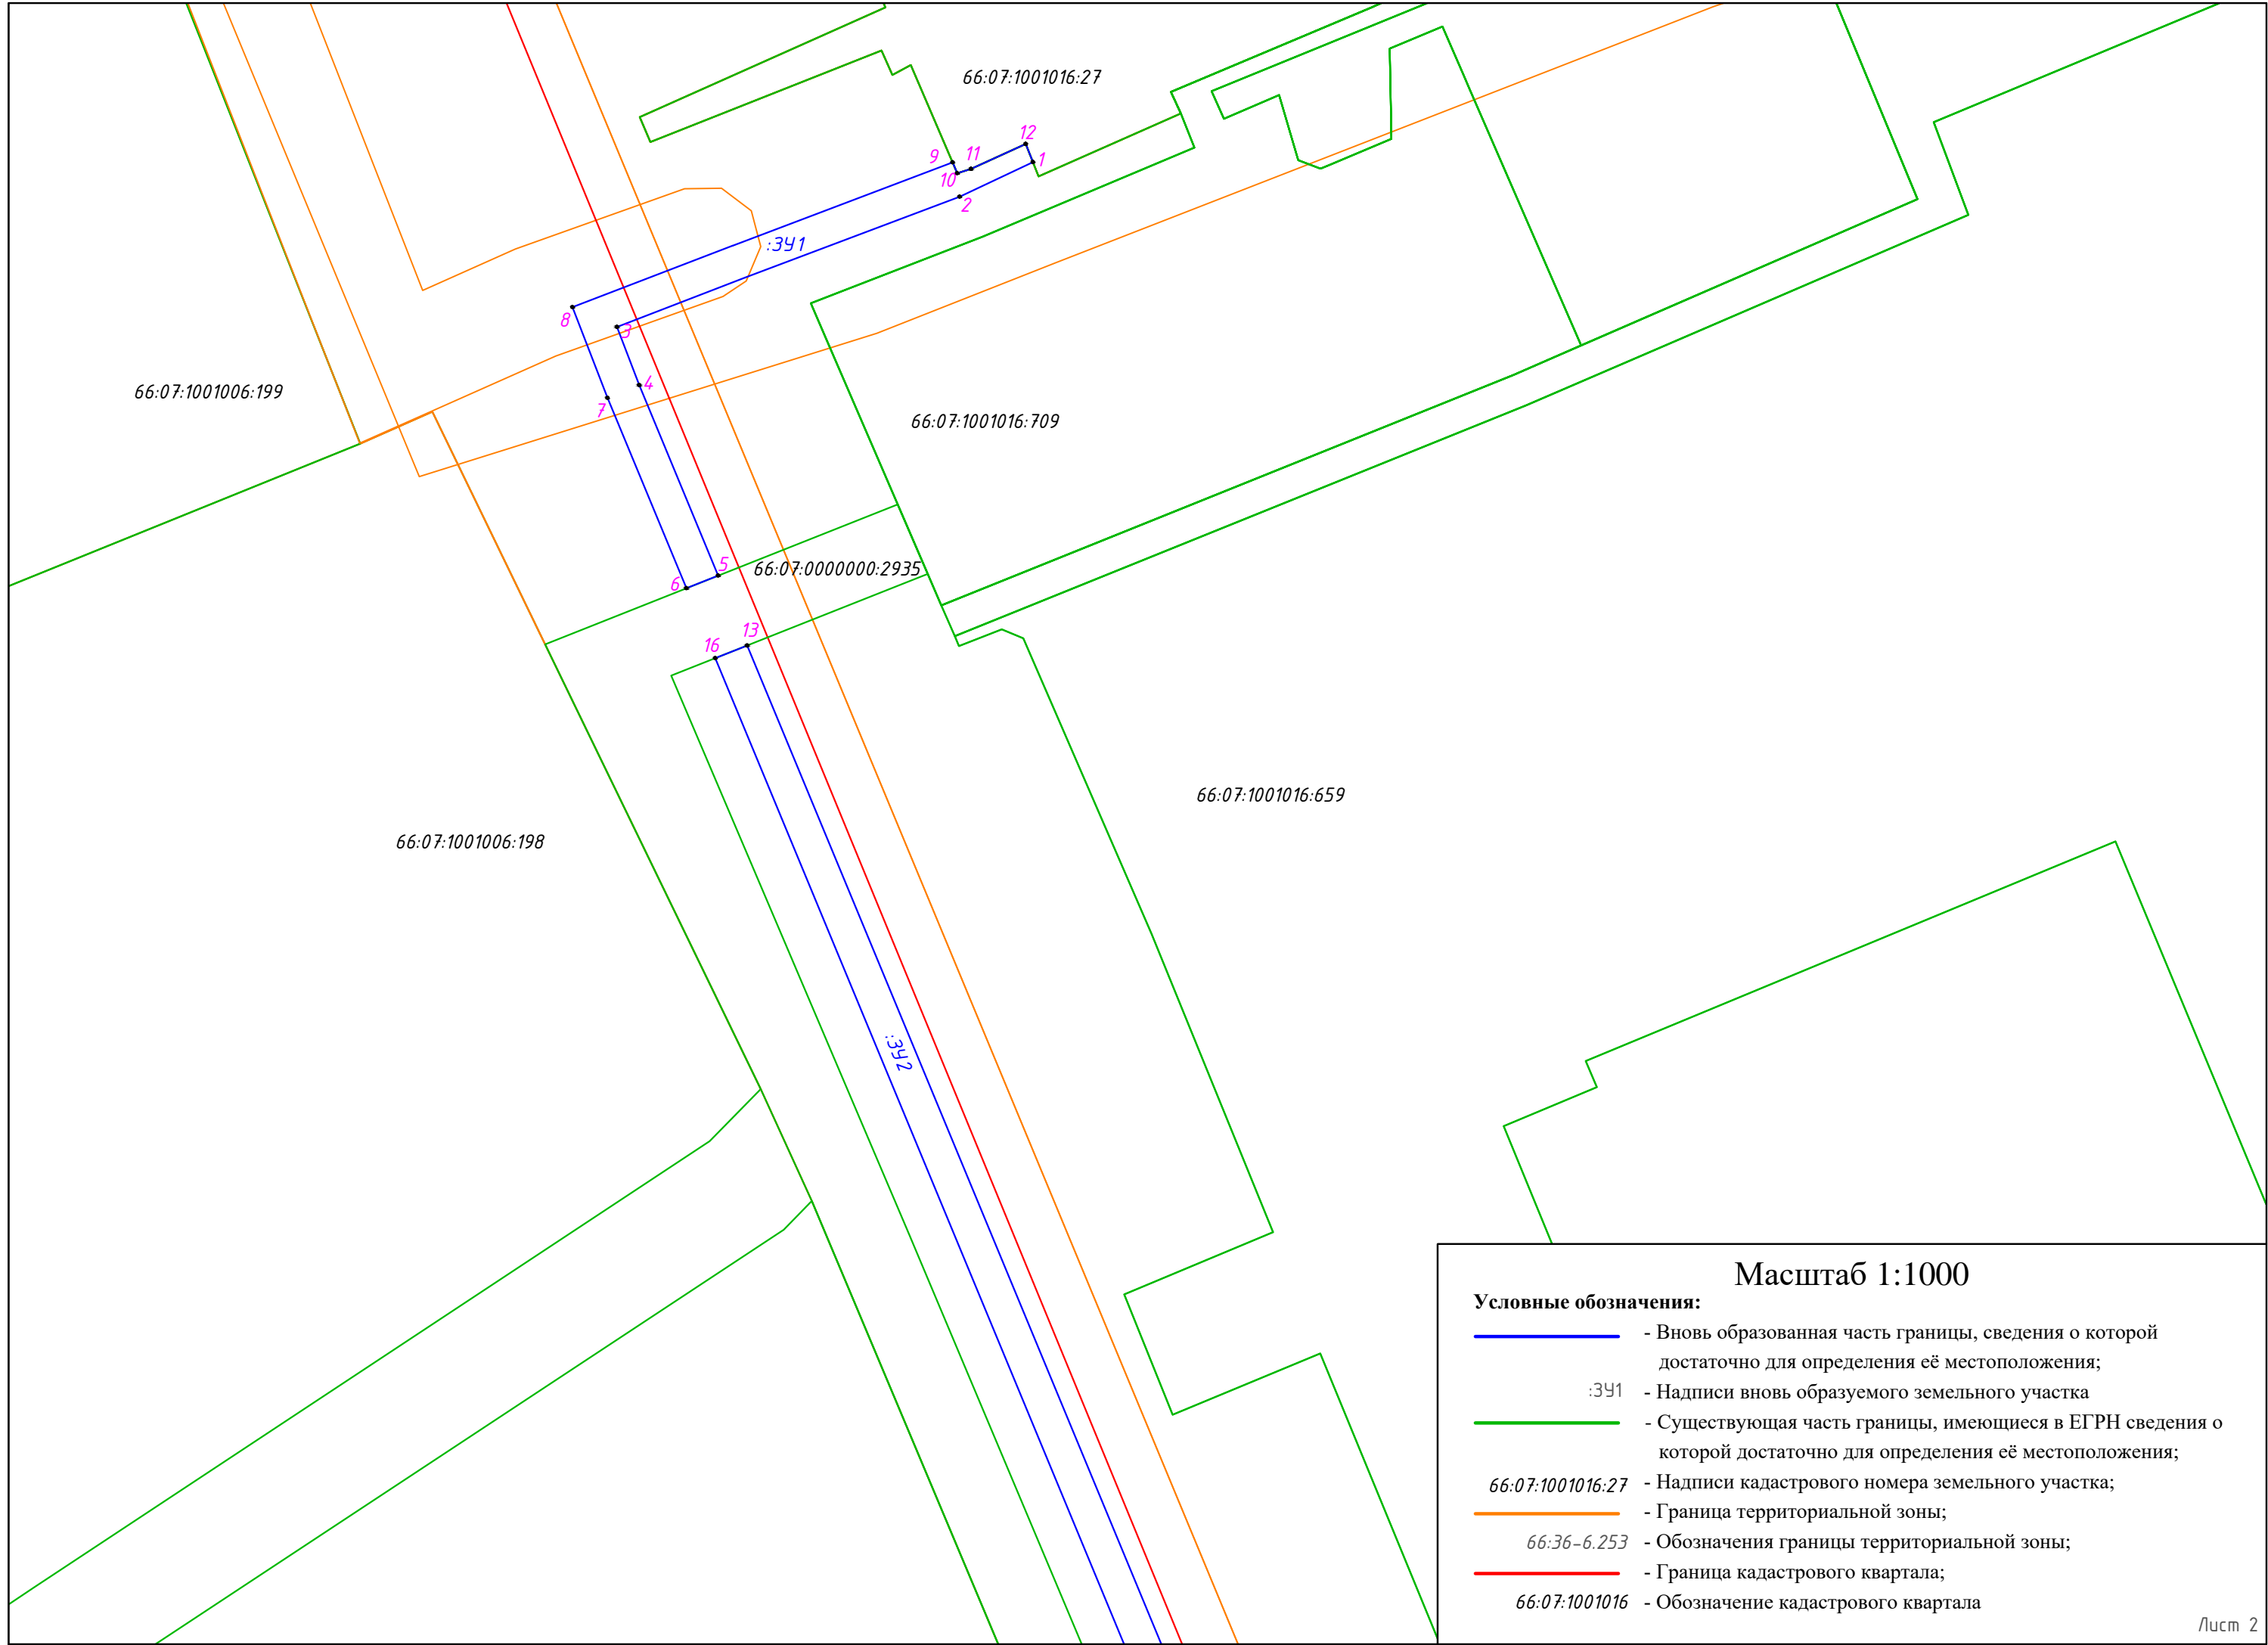 66:07:1001016:27
12
11
9
1
10
2
:ЗУ1
8
3
4
66:07:1001006:199
7
66:07:1001016:709
5
66:07:0000000:2935
6
13
16
66:07:1001016:659
66:07:1001006:198
:ЗУ2
Масштаб 1:1000
Условные обозначения:
- Вновь образованная часть границы, сведения о которой
достаточно для определения её местоположения;
:ЗУ1 - Надписи вновь образуемого земельного участка
- Существующая часть границы, имеющиеся в ЕГРН сведения о
которой достаточно для определения её местоположения;
66:07:1001016:27 - Надписи кадастрового номера земельного участка;
- Граница территориальной зоны;
66:36-6.253 - Обозначения границы территориальной зоны;
- Граница кадастрового квартала;
66:07:1001016 - Обозначение кадастрового квартала
Лист 2